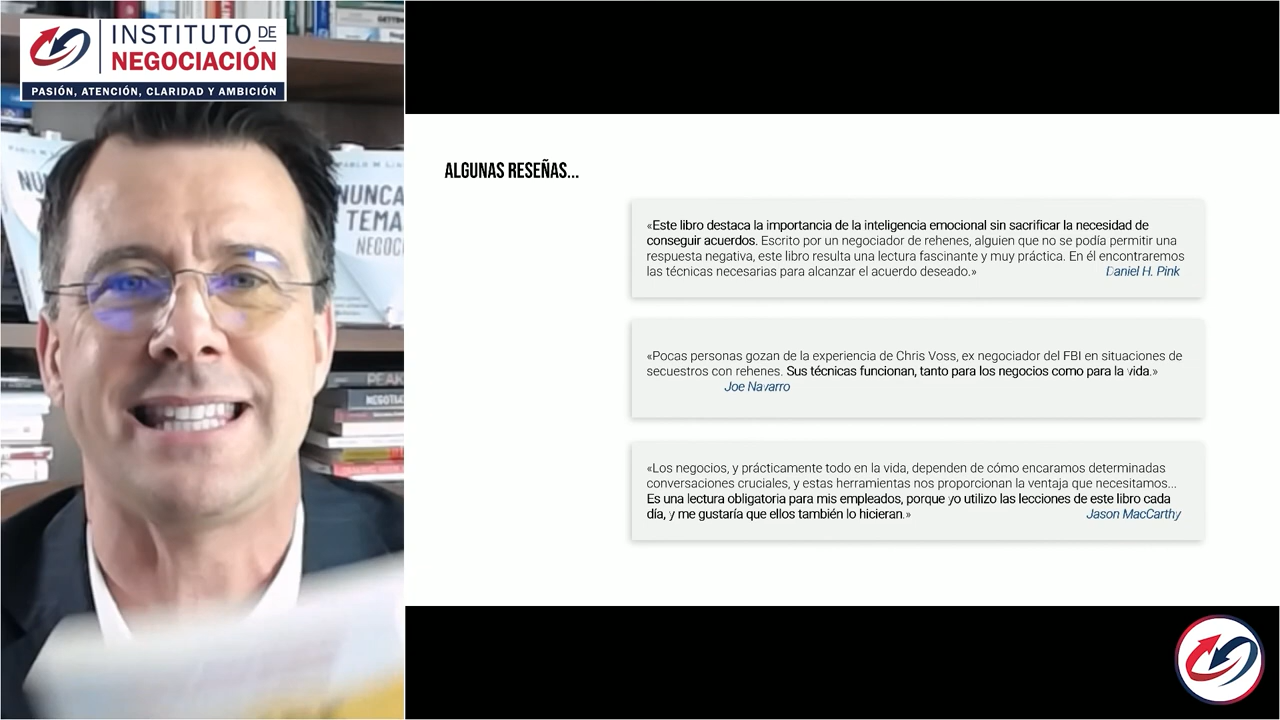 INSTITUTO DE
NEGOCIACIÓN
PASIÓN, ATENCIÓN, CLARIDAD Y AMBICIÓN
PABLO M. LIN
NUNCA
TEMA
NEGOC
PEAK
ALGUNAS RESEÑAS...
«Este libro destaca la importancia de la inteligencia emocional sin sacrificar la necesidad de
conseguir acuerdos. Escrito por un negociador de rehenes, alguien que no se podía permitir una
respuesta negativa, este libro resulta una lectura fascinante y muy práctica. En él encontraremos
las técnicas necesarias para alcanzar el acuerdo deseado.» Daniel H. Pink
«Pocas personas gozan de la experiencia de Chris Voss, ex negociador del FBI en situaciones de
secuestros con rehenes. Sus técnicas funcionan, tanto para los negocios como para la vida.»
Joe Navarro
«Los negocios, y prácticamente todo en la vida, dependen de cómo encaramos determinadas
conversaciones cruciales, y estas herramientas nos proporcionan la ventaja que necesitamos...
Es una lectura obligatoria para mis empleados, porque yo utilizo las lecciones de este libro cada
día, y me gustaría que ellos también lo hicieran.» Jason MacCarthy